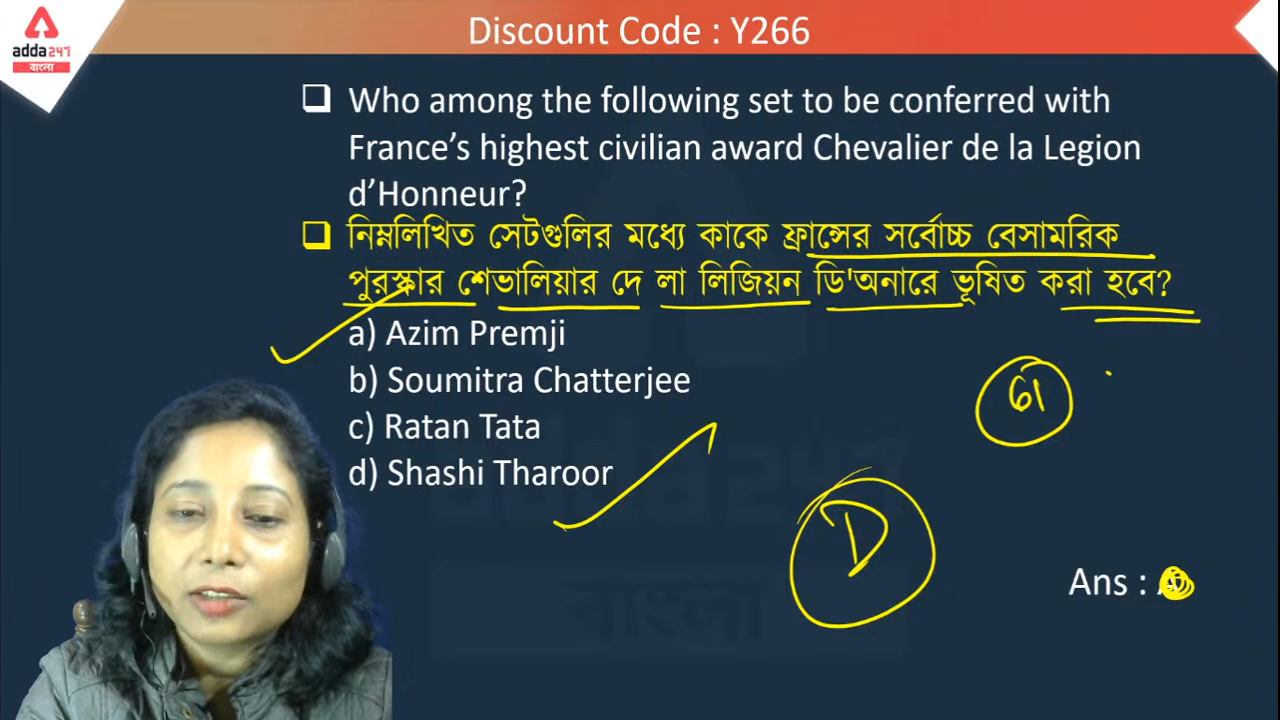 Discount Code : Y266
adda247
বাংলা
Who among the following set to be conferred with
France's highest civilian award Chevalier de la Legion
d'Honneur?
নিম্নলিখিত সেটগুলির মধ্যে কাকে ফ্রান্সের সর্বোচ্চ বেসামরিক
পুরস্কার শেভালিয়ার দে লা লিজিয়ন ডি'অনারে ভূষিত করা হবে?
a) Azim Premji
b) Soumitra Chatterjee
c) Ratan Tata
d) Shashi Tharoor
D
Ans :